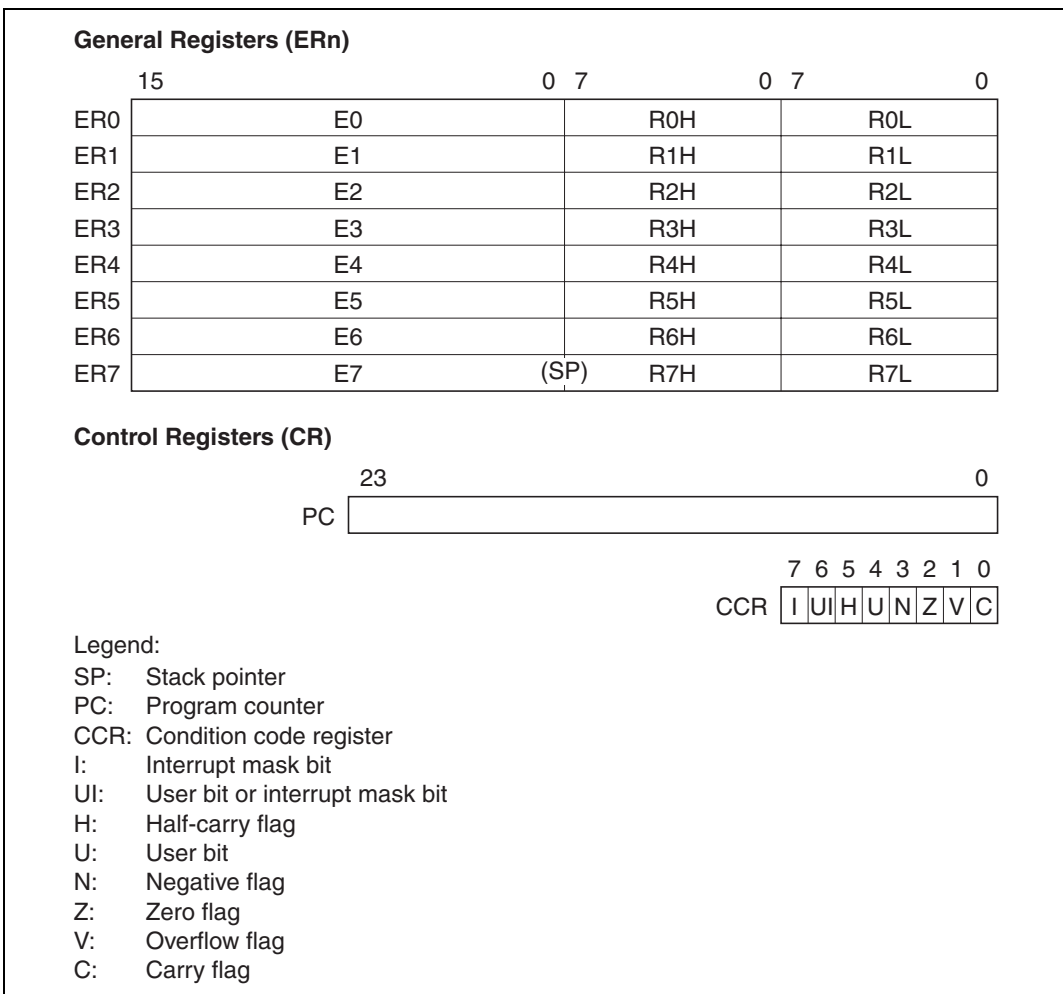 General Registers (ERn)
15 0 7 0 7 0
ER0 E0 R0H R0L
ER1 E1 R1H R1L
ER2 E2 R2H R2L
ER3 E3 R3H R3L
ER4 E4 R4H R4L
ER5 E5 R5H R5L
ER6 E6 R6H R6L
ER7 E7 (SP) R7H R7L
Control Registers (CR)
23 0
PC
7 6 5 4 3 2 1 0
CCR I UI H U N Z V C
Legend:
SP: Stack pointer
PC: Program counter
CCR: Condition code register
I: Interrupt mask bit
UI: User bit or interrupt mask bit
H: Half-carry flag
U: User bit
N: Negative flag
Z: Zero flag
V: Overflow flag
C: Carry flag